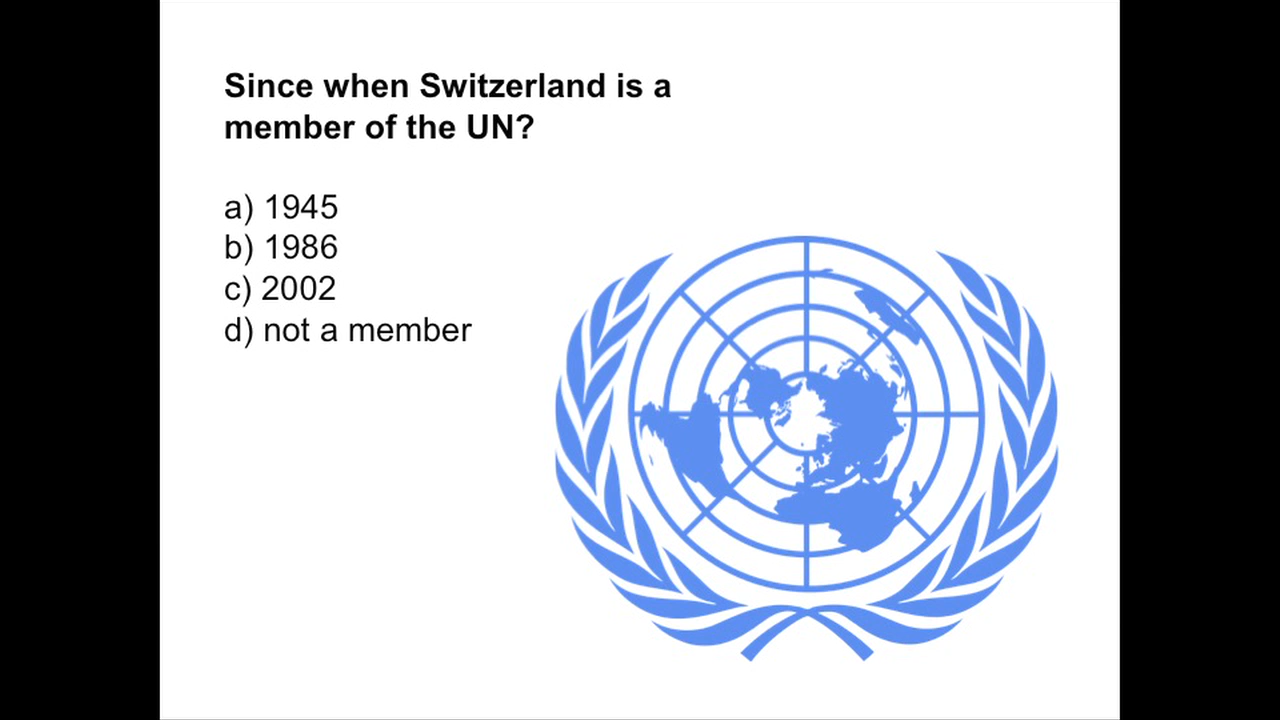 Since when Switzerland is a
member of the UN?
a) 1945
b) 1986
c) 2002
d) not a member